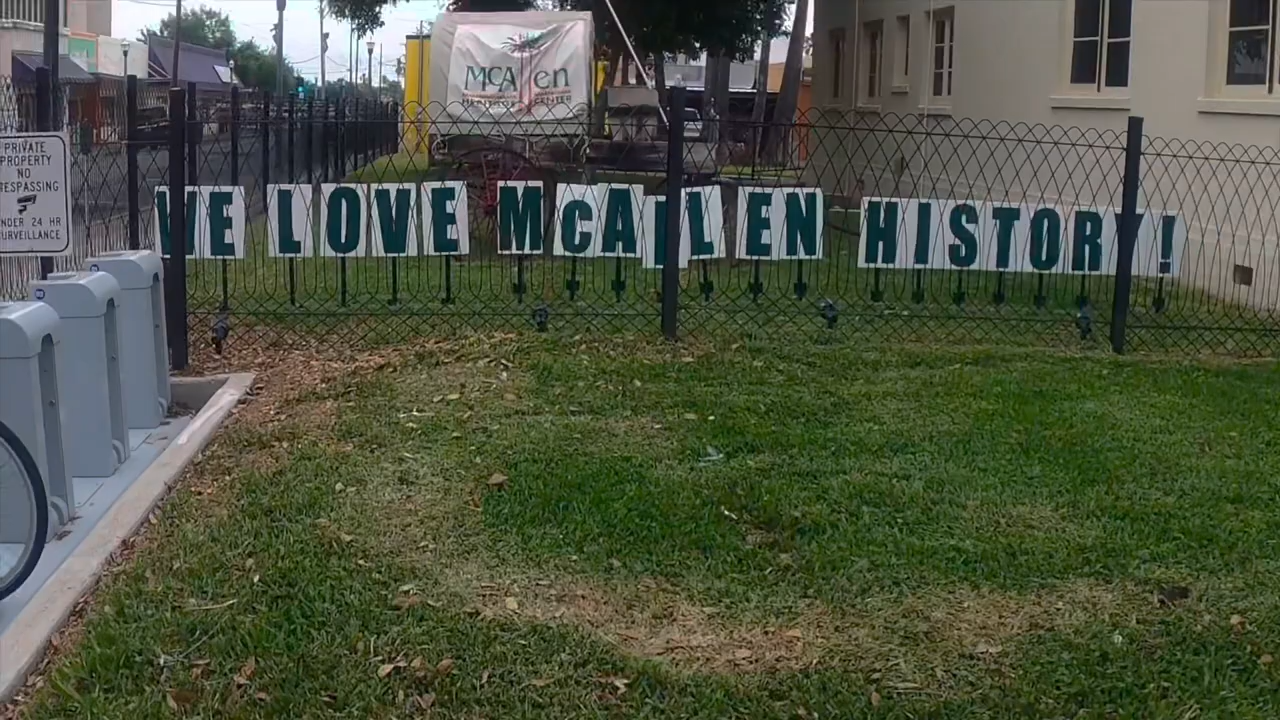 McAllen
HERITAGE CENTER
WE LOVE McALLEN HISTORY!
PRIVATE
PROPERTY
NO
TRESPASSING
UNDER 24 HR
SURVEILLANCE